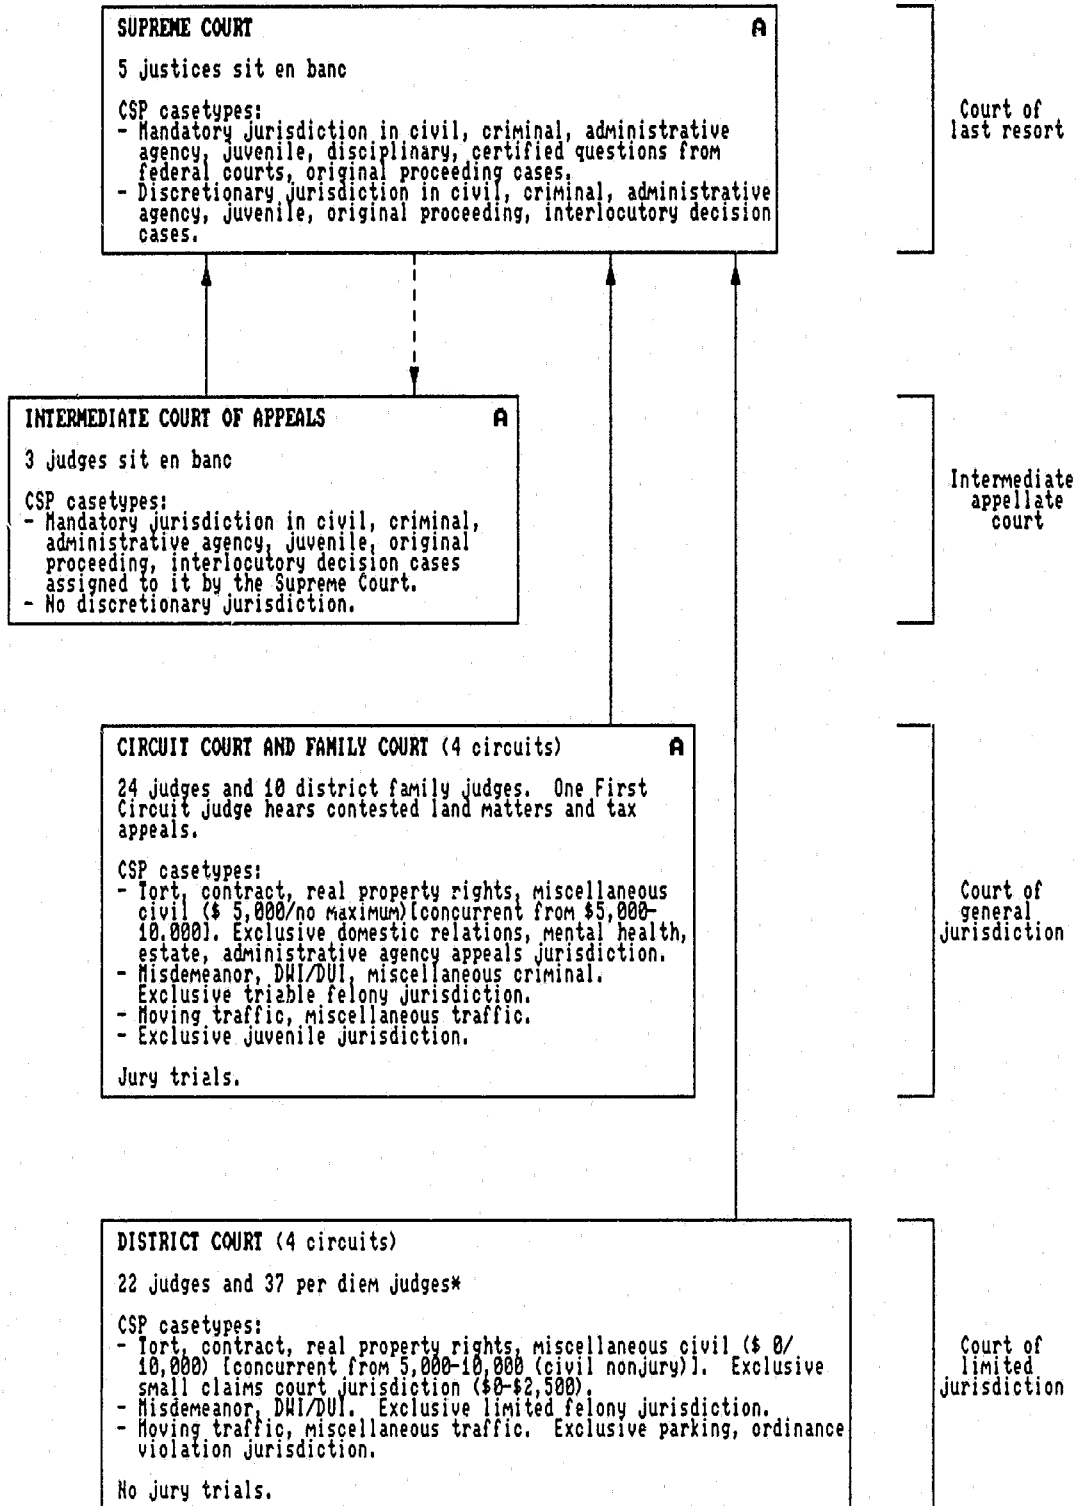 SUPREME COURT A
5 justices sit en banc
CSP casetypes:
- Mandatory jurisdiction in civil, criminal, administrative
agency, juvenile, disciplinary, certified questions from
federal courts, original proceeding cases.
- Discretionary jurisdiction in civil, criminal, administrative
agency, juvenile, original proceeding, interlocutory decision
cases.
Court of
last resort
INTERMEDIATE COURT OF APPEALS A
3 judges sit en banc
CSP casetypes:
- Mandatory jurisdiction in civil, criminal,
administrative agency, juvenile, original
proceeding, interlocutory decision cases
assigned to it by the Supreme Court.
- No discretionary jurisdiction.
Intermediate
appellate
court
CIRCUIT COURT AND FAMILY COURT (4 circuits) A
24 judges and 10 district family judges. One First
Circuit judge hears contested land matters and tax
appeals.
CSP casetypes:
- Tort, contract, real property rights, miscellaneous
civil ($ 5,000/no maximum)[concurrent from $5,000-
10.000]. Exclusive domestic relations, mental health,
estate, administrative agency appeals jurisdiction.
- Misdemeanor, DWI/DUI, miscellaneous criminal.
Exclusive triable felony jurisdiction.
- Moving traffic, miscellaneous traffic.
- Exclusive juvenile jurisdiction.
Jury trials.
Court of
general
jurisdiction
DISTRICT COURT (4 circuits)
22 judges and 37 per diem judges*
CSP casetypes:
- Tort, contract, real property rights, miscellaneous civil ($ 0/
10,000) [concurrent from 5,000-10,000 (civil nonjury)]. Exclusive
small claims court jurisdiction ($0-$2,500).
- Misdemeanor, DWI/DUI. Exclusive limited felony jurisdiction.
- Moving traffic, miscellaneous traffic. Exclusive parking, ordinance
violation jurisdiction.
No jury trials.
Court of
limited
jurisdiction